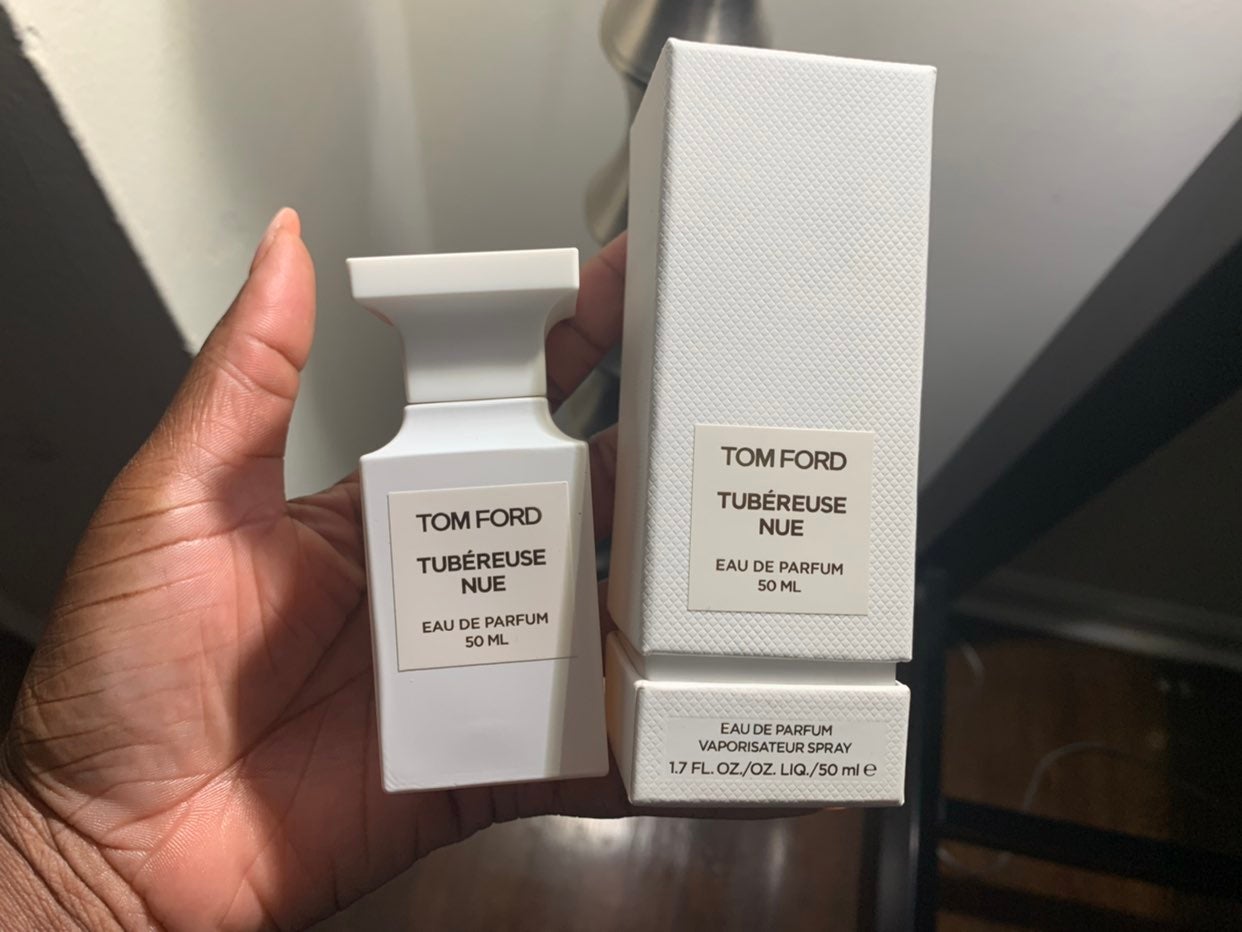 TOM FORD
TUBÉREUSE
NUE
EAU DE PARFUM
50 ML
TOM FORD
TUBÉREUSE
NUE
EAU DE PARFUM
50 ML
EAU DE PARFUM
VAPORISATEUR SPRAY
1.7 FL. OZ./OZ. LIQ./50 ml ℮